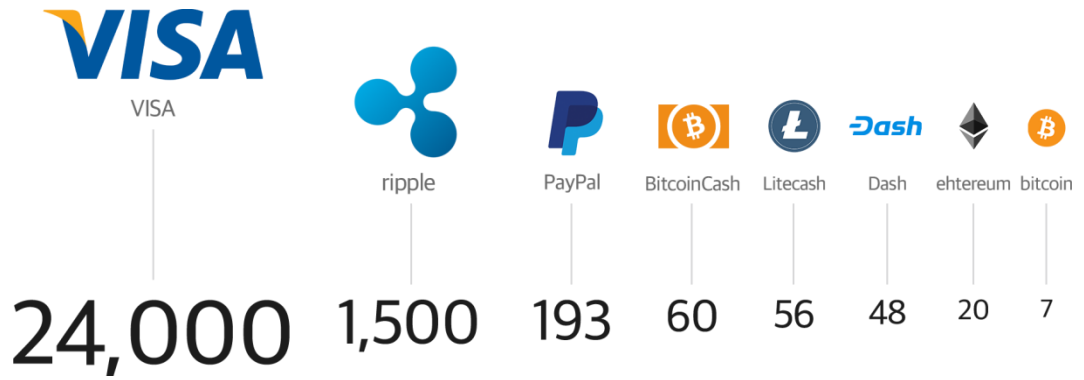 VISA
VISA
ripple
PayPal
BitcoinCash
Litecash
Dash
Dash
ehtereum
bitcoin
24,000
1,500
193
60
56
48
20
7